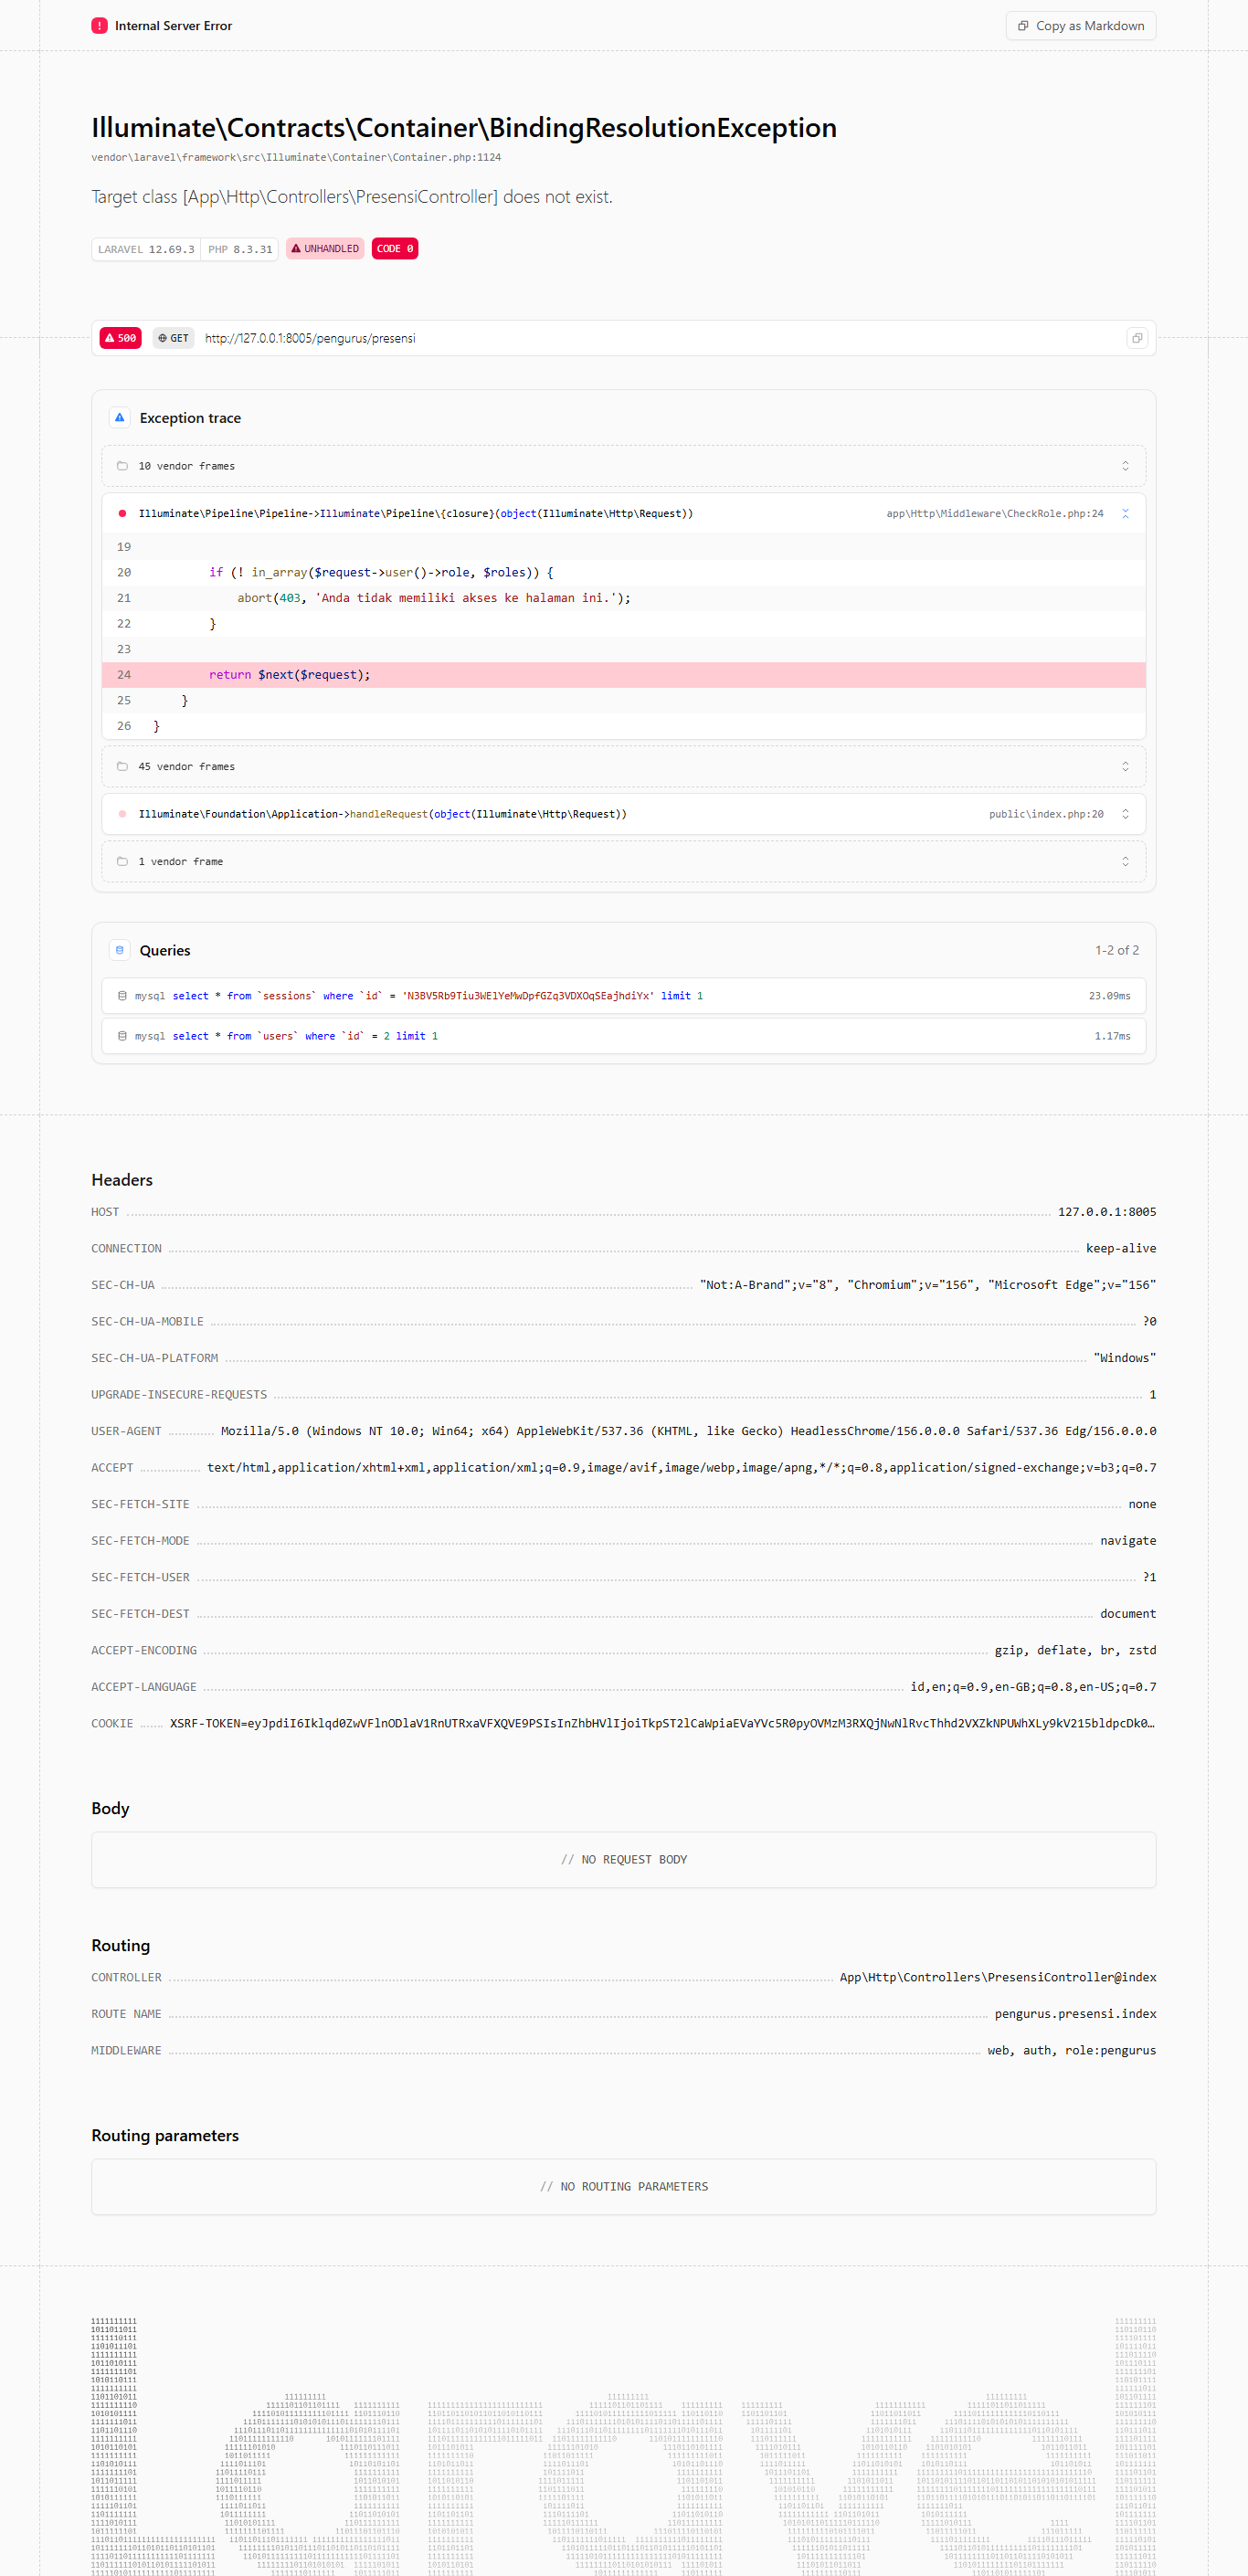 Internal Server Error
Copy as Markdown
Illuminate\Contracts\Container\BindingResolutionException
vendor\laravel\framework\src\Illuminate\Container\Container.php:1124
Target class [App\Http\Controllers\PresensiController] does not exist.
LARAVEL 12.69.3 PHP 8.3.31 UNHANDLED CODE 0
500 GET http://127.0.0.1:8005/pengurus/presensi
Exception trace
10 vendor frames
Illuminate\Pipeline\Pipeline->Illuminate\Pipeline\{closure}(object(Illuminate\Http\Request)) app\Http\Middleware\CheckRole.php:24
19
20 if (! in_array($request->user()->role, $roles)) {
21 abort(403, 'Anda tidak memiliki akses ke halaman ini.');
22 }
23
24 return $next($request);
25 }
26 }
45 vendor frames
Illuminate\Foundation\Application->handleRequest(object(Illuminate\Http\Request)) public\index.php:20
1 vendor frame
Queries 1-2 of 2
mysql select * from `sessions` where `id` = 'N3BV5Rb9Tiu3WElYeMwDpfGZq3VDXOqSEajhdiYx' limit 1 23.09ms
mysql select * from `users` where `id` = 2 limit 1 1.17ms
Headers
HOST 127.0.0.1:8005
CONNECTION keep-alive
SEC-CH-UA "Not:A-Brand";v="8", "Chromium";v="156", "Microsoft Edge";v="156"
SEC-CH-UA-MOBILE ?0
SEC-CH-UA-PLATFORM "Windows"
UPGRADE-INSECURE-REQUESTS 1
USER-AGENT Mozilla/5.0 (Windows NT 10.0; Win64; x64) AppleWebKit/537.36 (KHTML, like Gecko) HeadlessChrome/156.0.0.0 Safari/537.36 Edg/156.0.0.0
ACCEPT text/html,application/xhtml+xml,application/xml;q=0.9,image/avif,image/webp,image/apng,*/*;q=0.8,application/signed-exchange;v=b3;q=0.7
SEC-FETCH-SITE none
SEC-FETCH-MODE navigate
SEC-FETCH-USER ?1
SEC-FETCH-DEST document
ACCEPT-ENCODING gzip, deflate, br, zstd
ACCEPT-LANGUAGE id,en;q=0.9,en-GB;q=0.8,en-US;q=0.7
COOKIE
Body
// NO REQUEST BODY
Routing
CONTROLLER App\Http\Controllers\PresensiController@index
ROUTE NAME pengurus.presensi.index
MIDDLEWARE web, auth, role:pengurus
Routing parameters
// NO ROUTING PARAMETERS